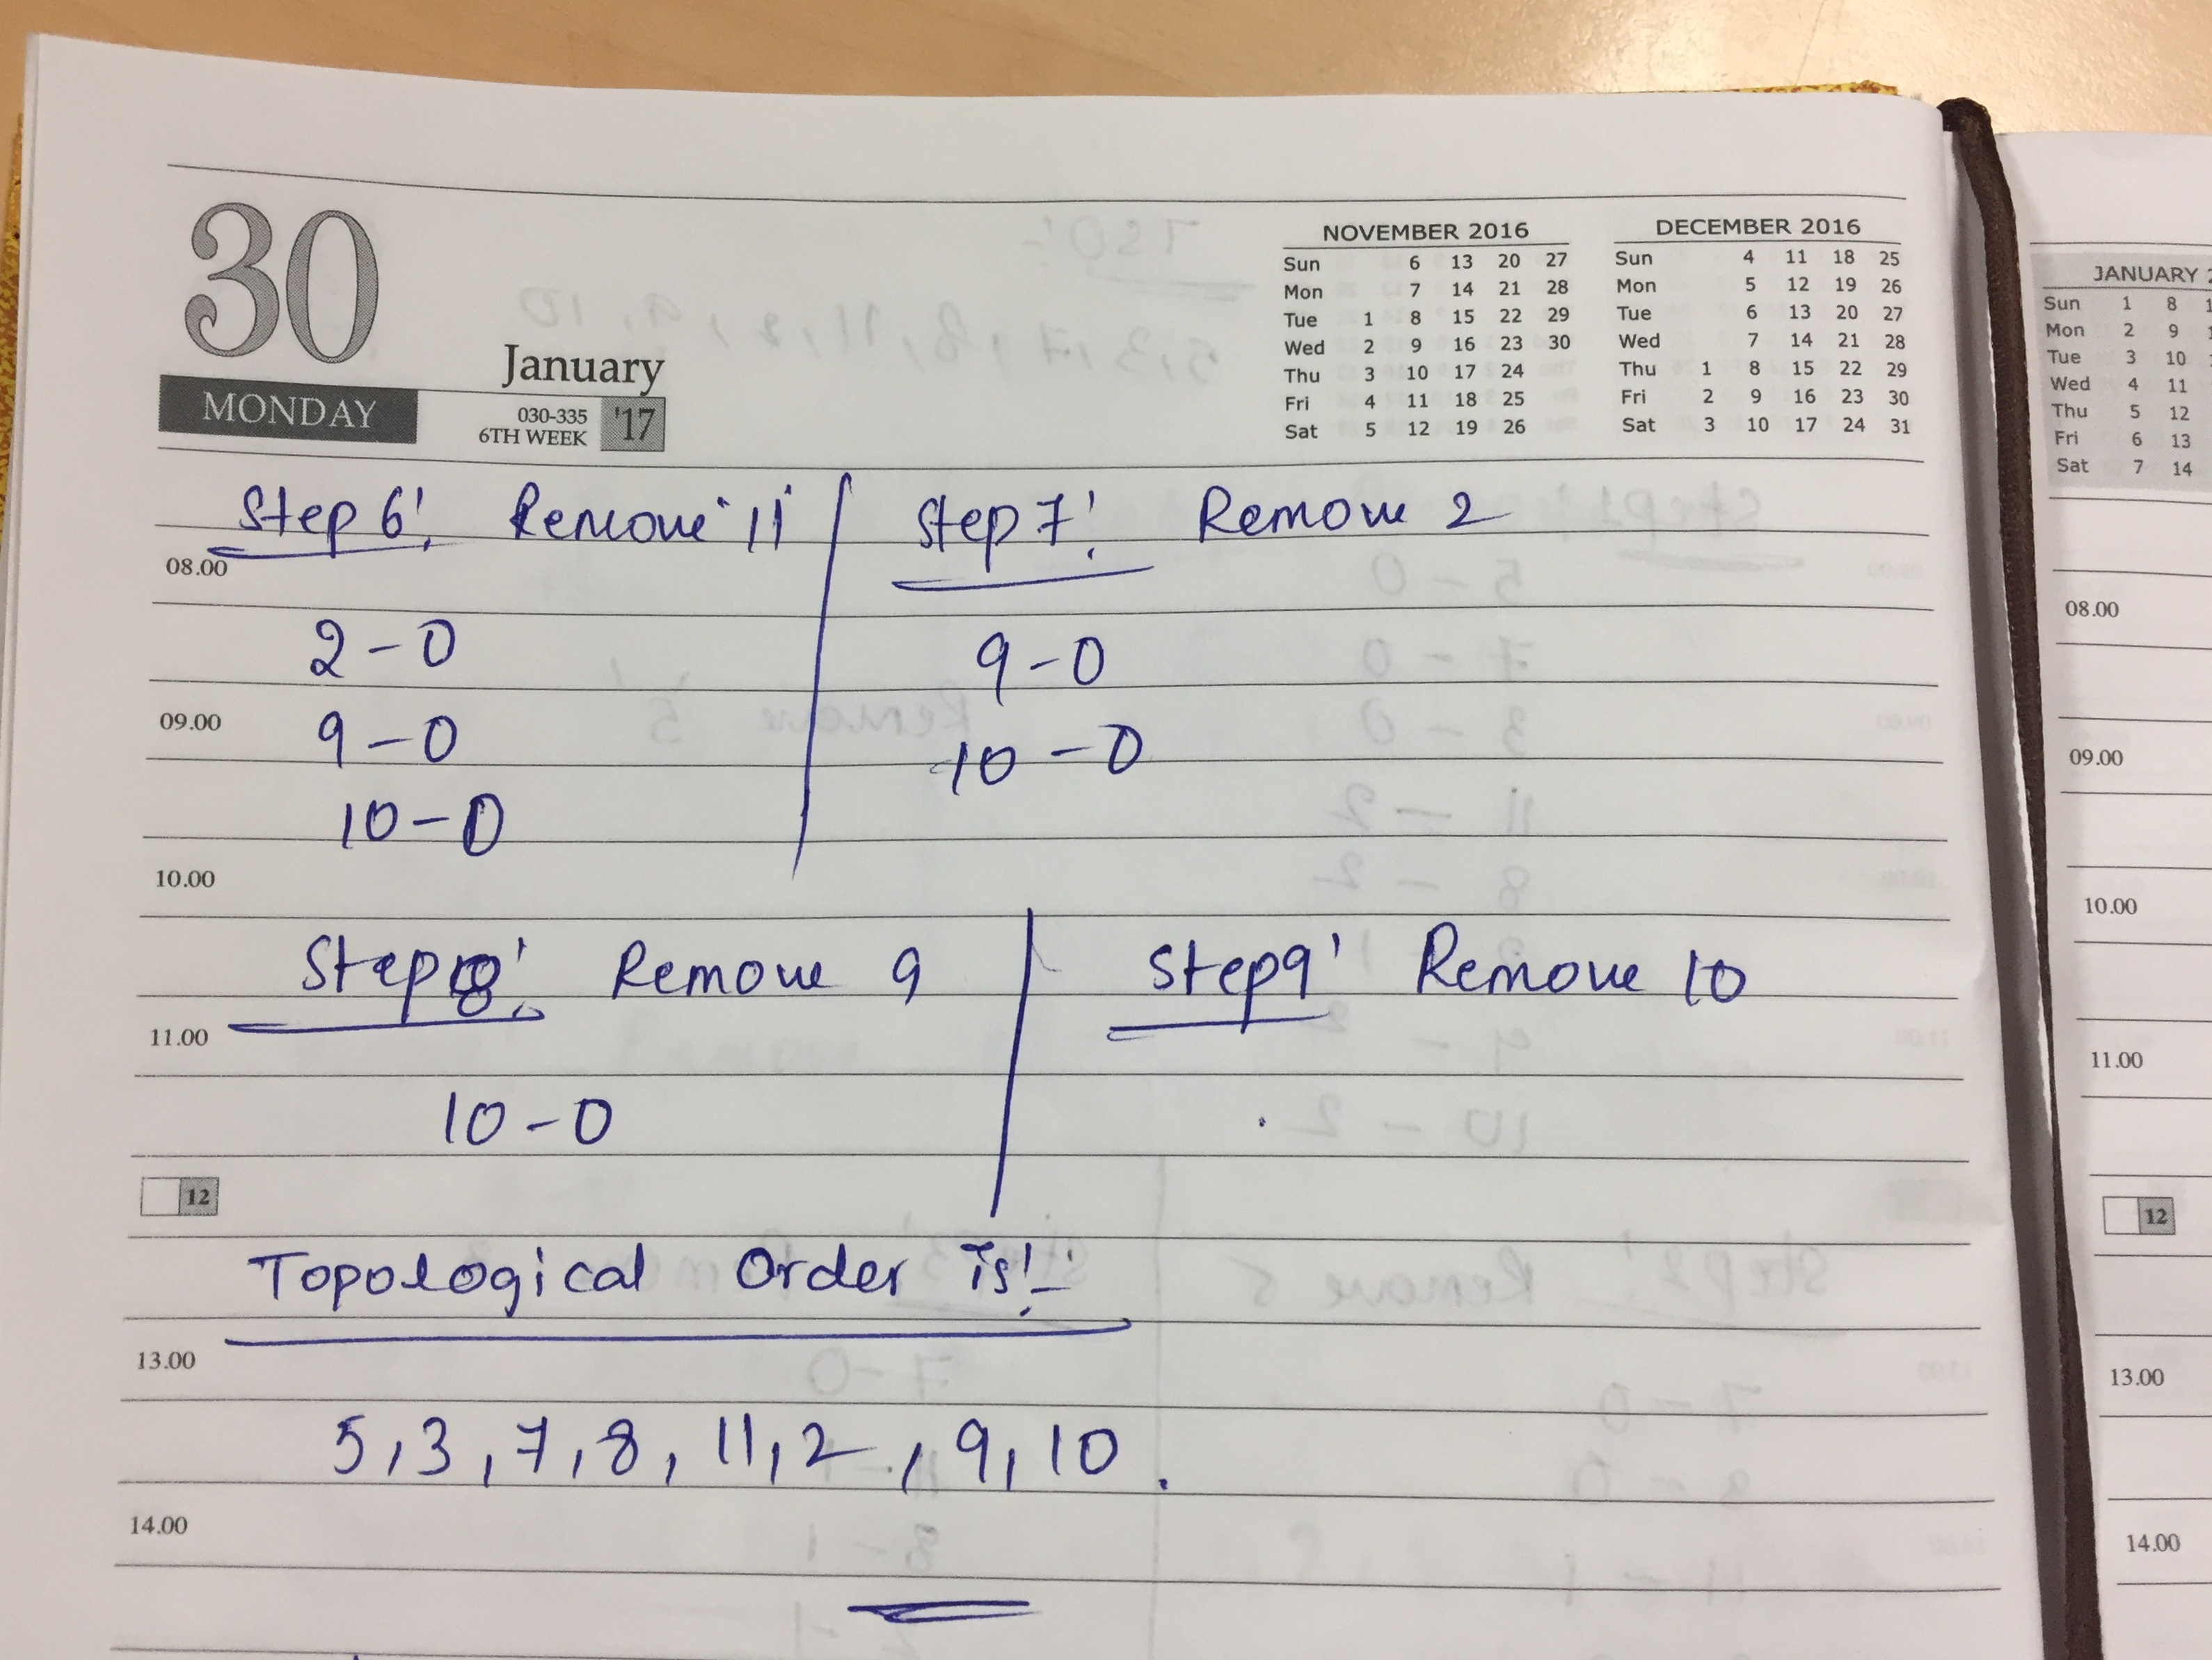 30
January
MONDAY
030-335
6TH WEEK
'17
NOVEMBER 2016
Sun 6 13 20 27
Mon 7 14 21 28
Tue 1 8 15 22 29
Wed 2 9 16 23 30
Thu 3 10 17 24
Fri 4 11 18 25
Sat 5 12 19 26
DECEMBER 2016
Sun 4 11 18 25
Mon 5 12 19 26
Tue 6 13 20 27
Wed 7 14 21 28
Thu 1 8 15 22 29
Fri 2 9 16 23 30
Sat 3 10 17 24 31
Step 6: Remove 11
08.00
2 - 0
09.00
9 - 0
10 - 0
10.00
Step 7: Remove 2
9 - 0
10 - 0
Step 8: Remove 9
11.00
10 - 0
Step 9: Remove 10
12
Topological Order is:-
13.00
5, 3, 7, 8, 11, 2, 9, 10.
14.00
JANUARY
Sun 1 8
Mon 2 9
Tue 3 10
Wed 4 11
Thu 5 12
Fri 6 13
Sat 7 14
08.00
09.00
10.00
11.00
12
13.00
14.00